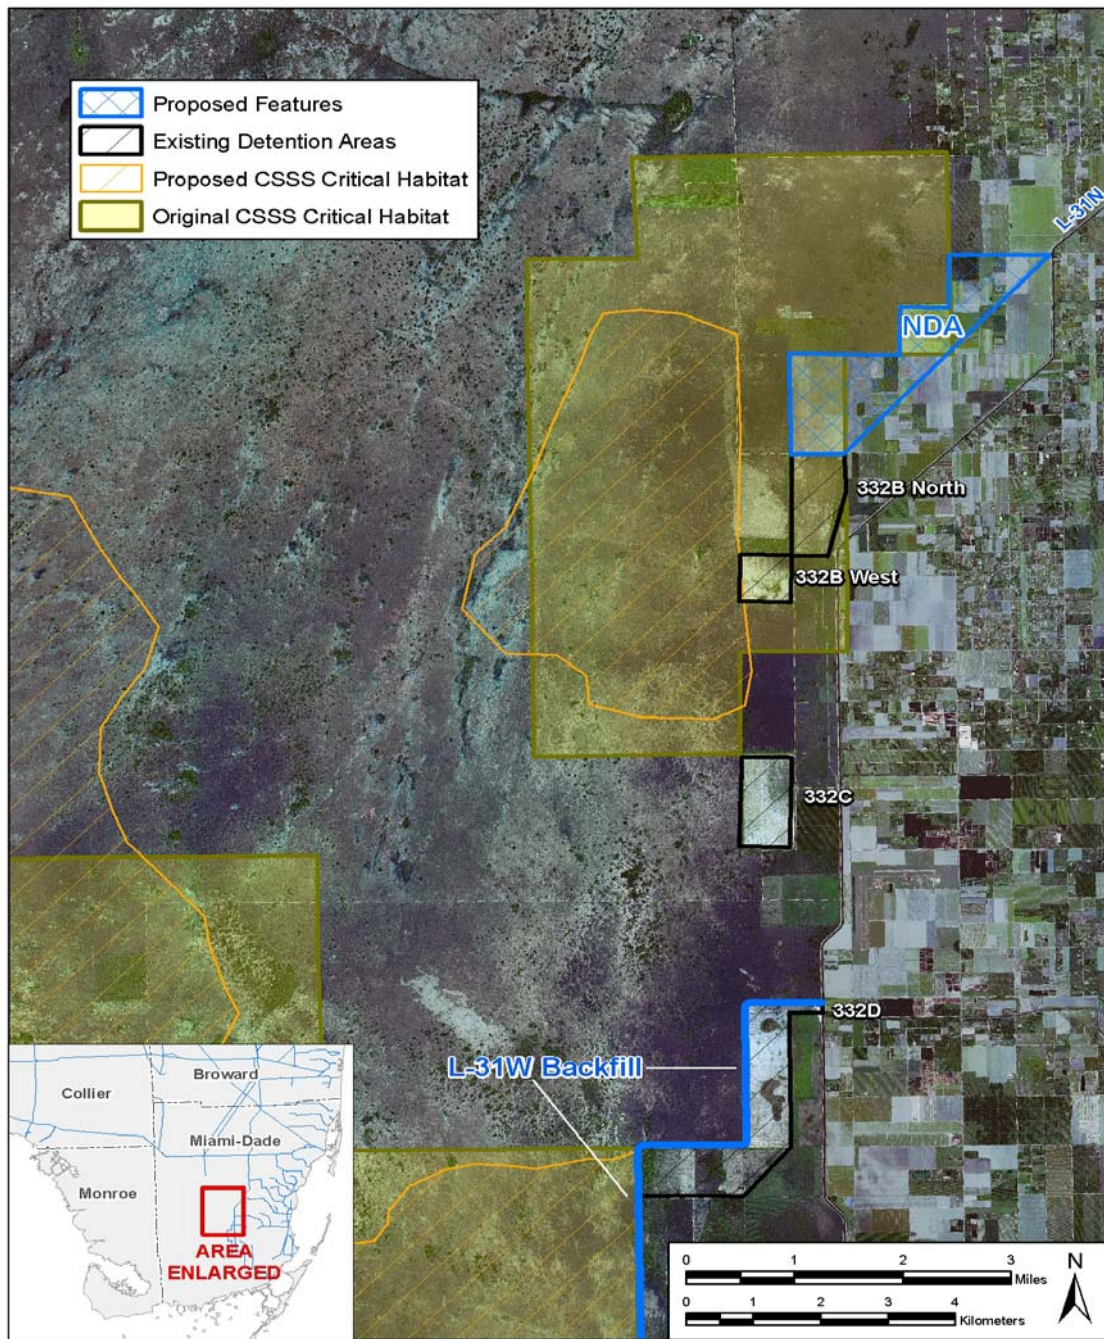 Proposed Features
Existing Detention Areas
Proposed CSSS Critical Habitat
Original CSSS Critical Habitat
L-31N
NDA
332B North
332B West
332C
332D
L-31W Backfill
Collier
Broward
Miami-Dade
Monroe
AREA
ENLARGED
0 1 2 3
Miles
0 1 2 3 4
Kilometers
N